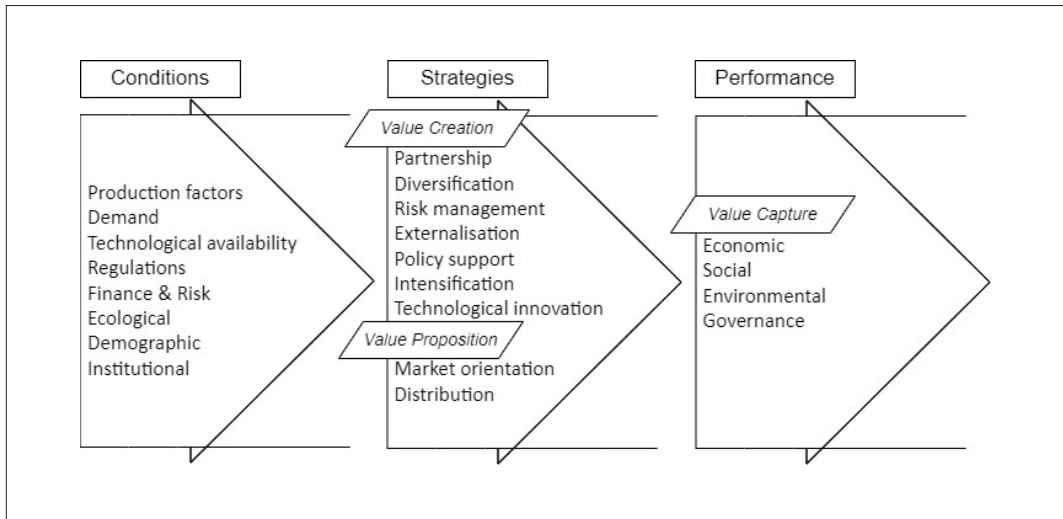 Conditions
Production factors
Demand
Technological availability
Regulations
Finance & Risk
Ecological
Demographic
Institutional
Strategies
Value Creation
Partnership
Diversification
Risk management
Externalisation
Policy support
Intensification
Technological innovation
Value Proposition
Market orientation
Distribution
Performance
Value Capture
Economic
Social
Environmental
Governance